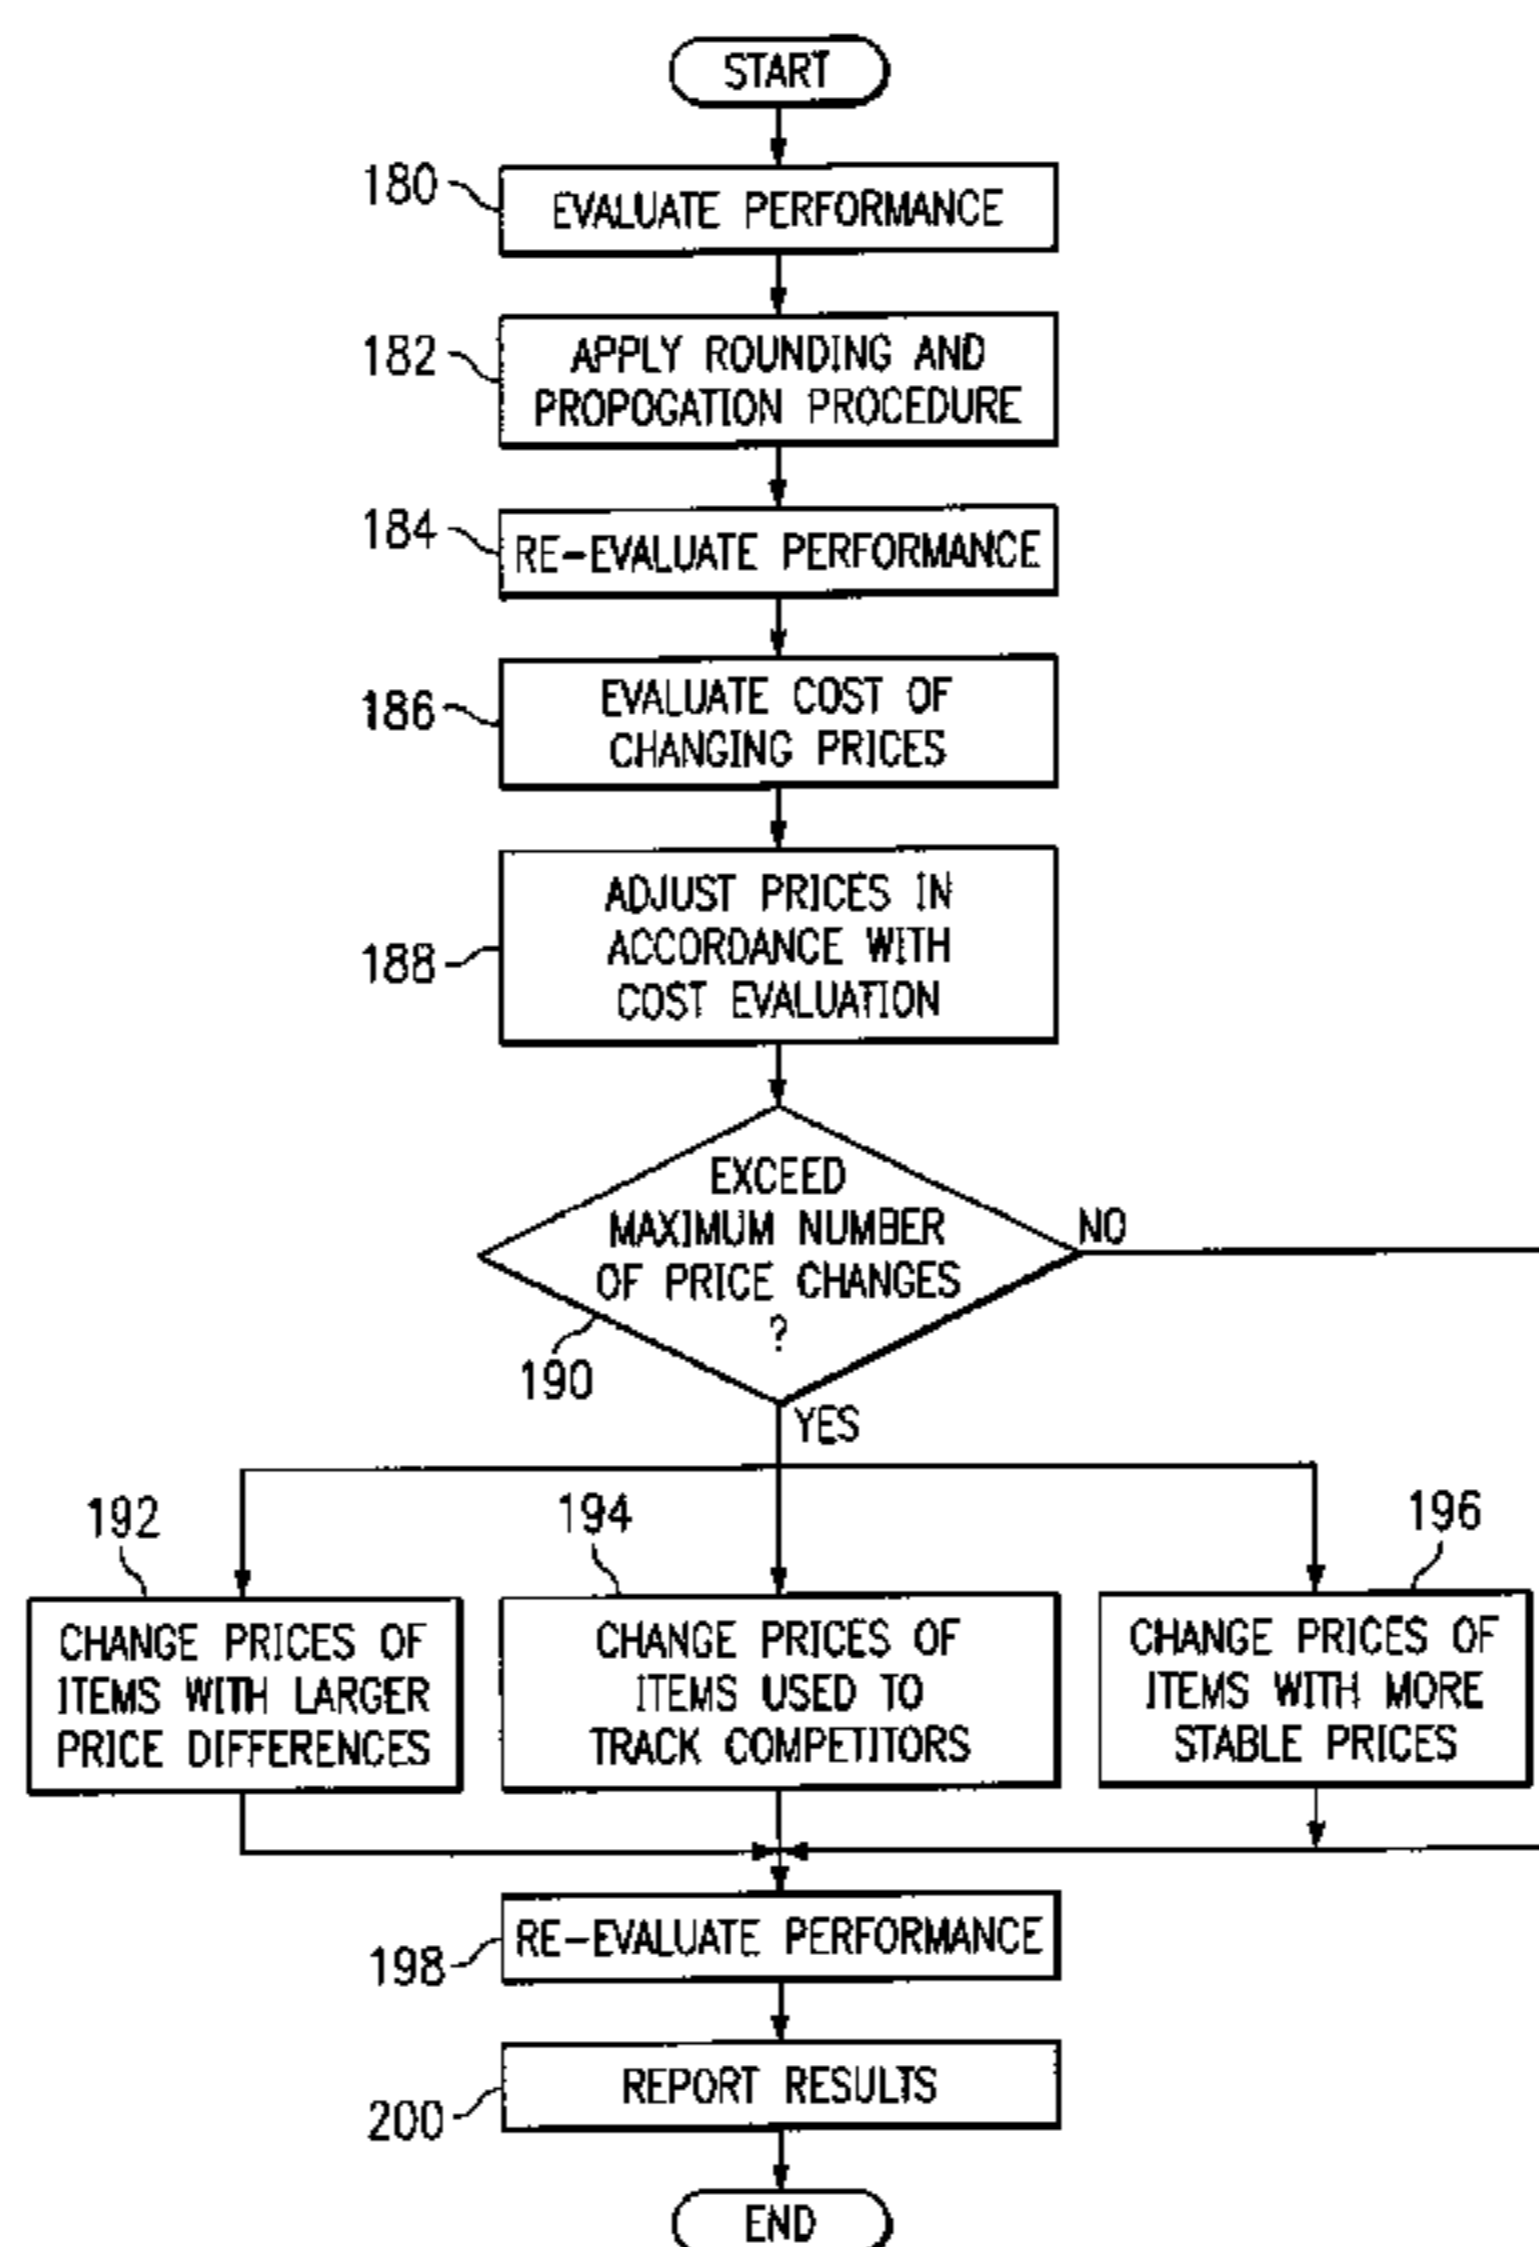 START
180
EVALUATE PERFORMANCE
182
APPLY ROUNDING AND
PROPOGATION PROCEDURE
184
RE-EVALUATE PERFORMANCE
186
EVALUATE COST OF
CHANGING PRICES
188
ADJUST PRICES IN
ACCORDANCE WITH
COST EVALUATION
EXCEED
MAXIMUM NUMBER
OF PRICE CHANGES
?
NO
190
YES
192
CHANGE PRICES OF
ITEMS WITH LARGER
PRICE DIFFERENCES
194
CHANGE PRICES OF
ITEMS USED TO
TRACK COMPETITORS
196
CHANGE PRICES OF
ITEMS WITH MORE
STABLE PRICES
198
RE-EVALUATE PERFORMANCE
200
REPORT RESULTS
END